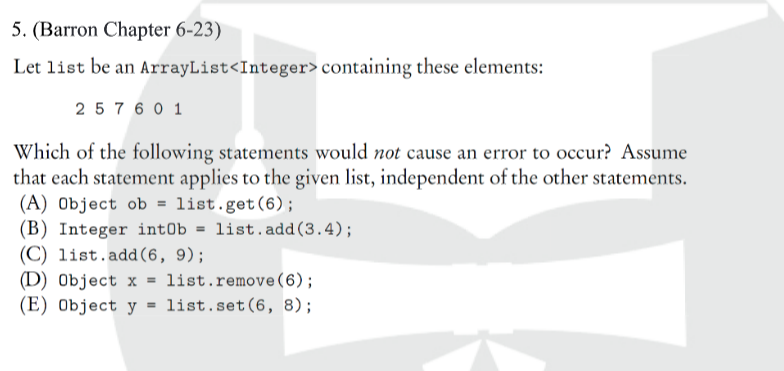 5. (Barron Chapter 6-23)
Let list be an ArrayList<Integer> containing these elements:
2 5 7 6 0 1
Which of the following statements would not cause an error to occur? Assume
that each statement applies to the given list, independent of the other statements.
(A) Object ob = list.get(6);
(B) Integer intOb = list.add(3.4);
(C) list.add(6, 9);
(D) Object x = list.remove(6);
(E) Object y = list.set(6, 8);